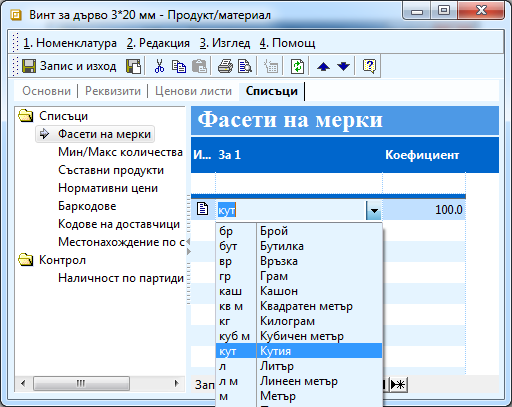 Винт за дърво 3*20 мм - Продукт/материал
1. Номенклатура 2. Редакция 3. Изглед 4. Помощ
Запис и изход
Основни Реквизити Ценови листи Списъци
Списъци
Фасети на мерки
Мин/Макс количества
Съставни продукти
Нормативни цени
Баркодове
Кодове на доставчици
Местонахождение по с
Контрол
Наличност по партиди
Фасети на мерки
И... За 1 Коефициент
кут 100.0
бр Брой
бут Бутилка
вр Връзка
гр Грам
каш Кашон
кв м Квадратен метър
кг Килограм
куб м Кубичен метър
кут Кутия
л Литър
л м Линеен метър
м Метър
Зап